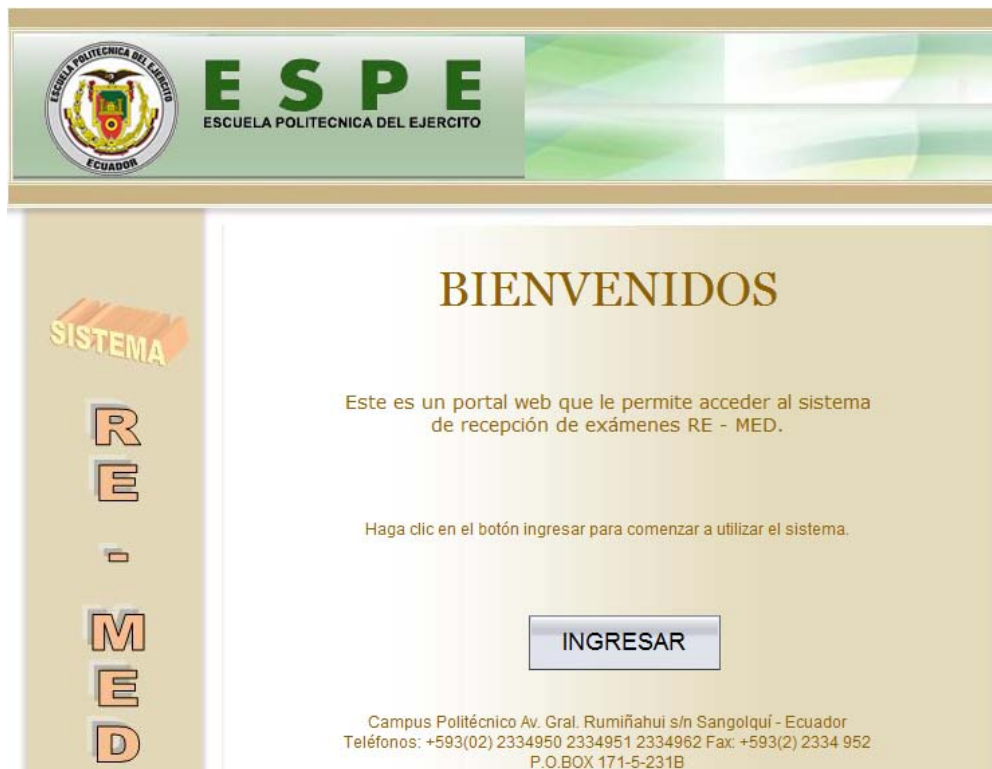 ESCUELA POLITECNICA DEL EJERCITO
ECUADOR
ESPE
ESCUELA POLITECNICA DEL EJERCITO
SISTEMA
RE - MED
BIENVENIDOS
Este es un portal web que le permite acceder al sistema
de recepción de exámenes RE - MED.
Haga clic en el botón ingresar para comenzar a utilizar el sistema.
INGRESAR
Campus Politécnico Av. Gral. Rumiñahui s/n Sangolquí - Ecuador
Teléfonos: +593(02) 2334950 2334951 2334962 Fax: +593(2) 2334 952
P.O.BOX 171-5-231B